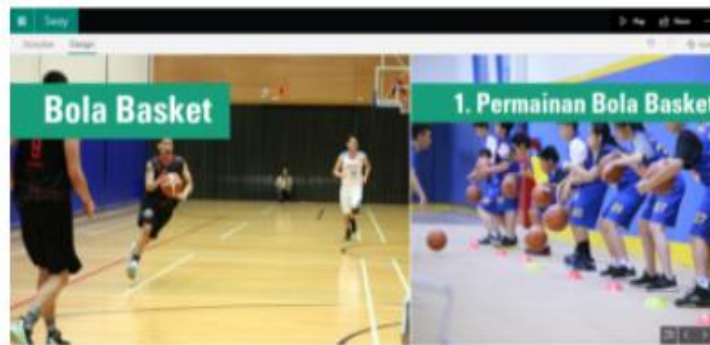 Sway
Play
Share
Storyline
Design
Bola Basket
1. Permainan Bola Basket